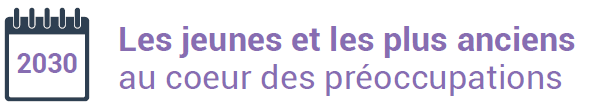 2030
Les jeunes et les plus anciens
au coeur des préoccupations